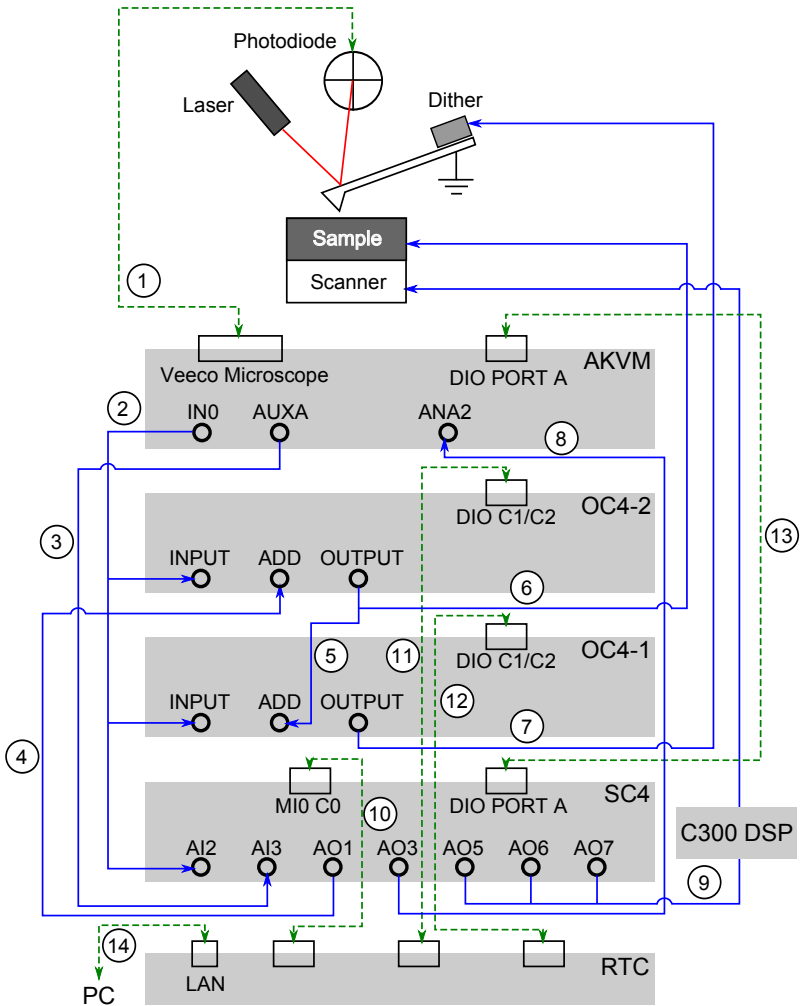 Photodiode
Laser
Dither
Sample
Scanner
1
Veeco Microscope
DIO PORT A
AKVM
2
IN0
AUXA
ANA2
8
DIO C1/C2
OC4-2
3
13
INPUT
ADD
OUTPUT
6
5
11
DIO C1/C2
OC4-1
12
INPUT
ADD
OUTPUT
7
4
MI0 C0
10
DIO PORT A
SC4
C300 DSP
AI2
AI3
AO1
AO3
AO5
AO6
AO7
9
14
LAN
RTC
PC